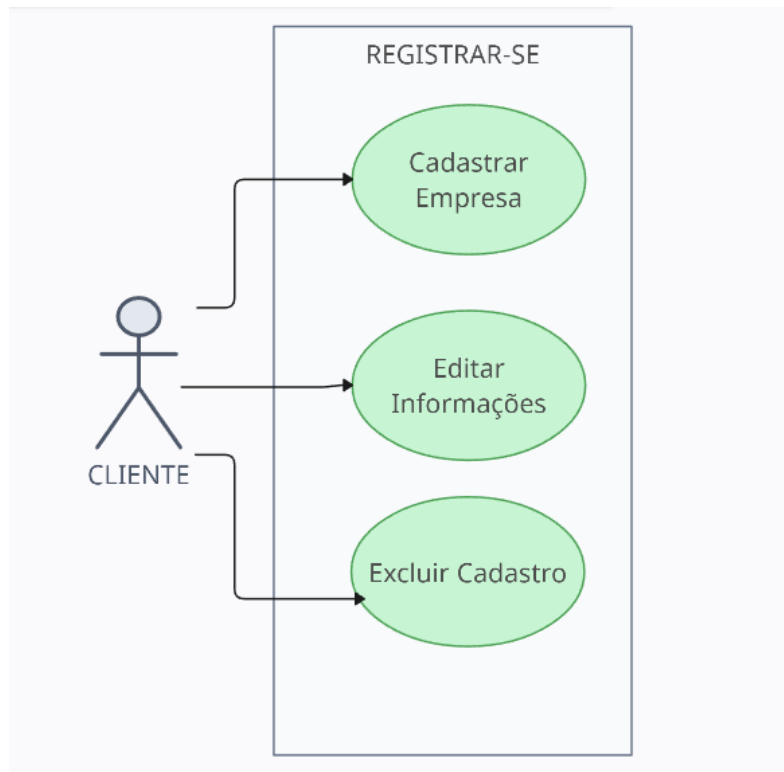 REGISTRAR-SE
Cadastrar
Empresa
Editar
Informações
CLIENTE
Excluir Cadastro